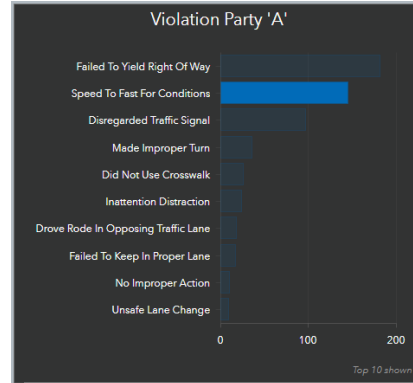 Violation Party 'A'
Failed To Yield Right Of Way
Speed To Fast For Conditions
Disregarded Traffic Signal
Made Improper Turn
Did Not Use Crosswalk
Inattention Distraction
Drove Rode In Opposing Traffic Lane
Failed To Keep In Proper Lane
No Improper Action
Unsafe Lane Change
0 100 200
Top 10 shown